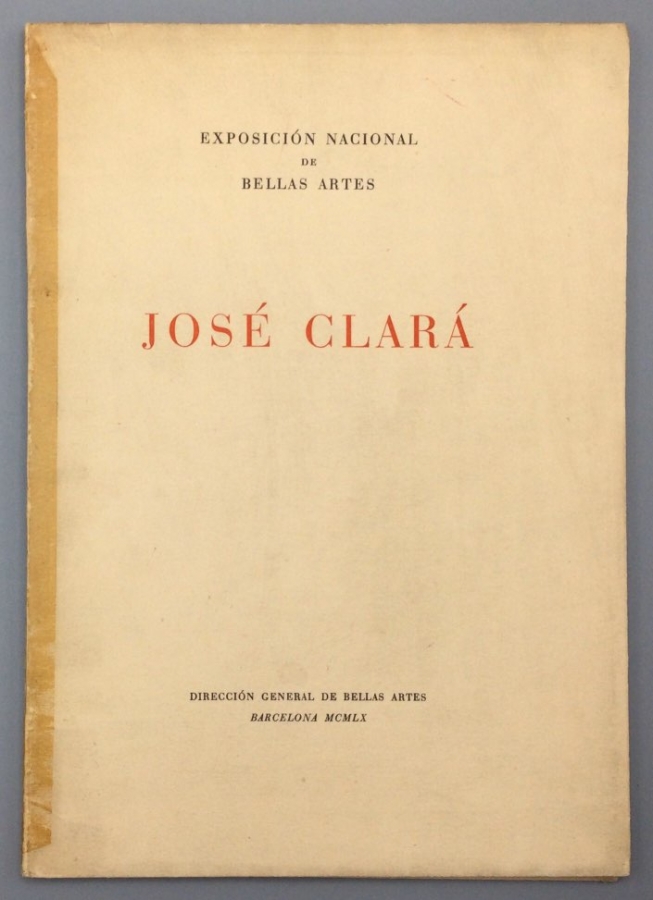 EXPOSICIÓN NACIONAL
DE
BELLAS ARTES
JOSÉ CLARÁ
DIRECCIÓN GENERAL DE BELLAS ARTES
BARCELONA MCMLX